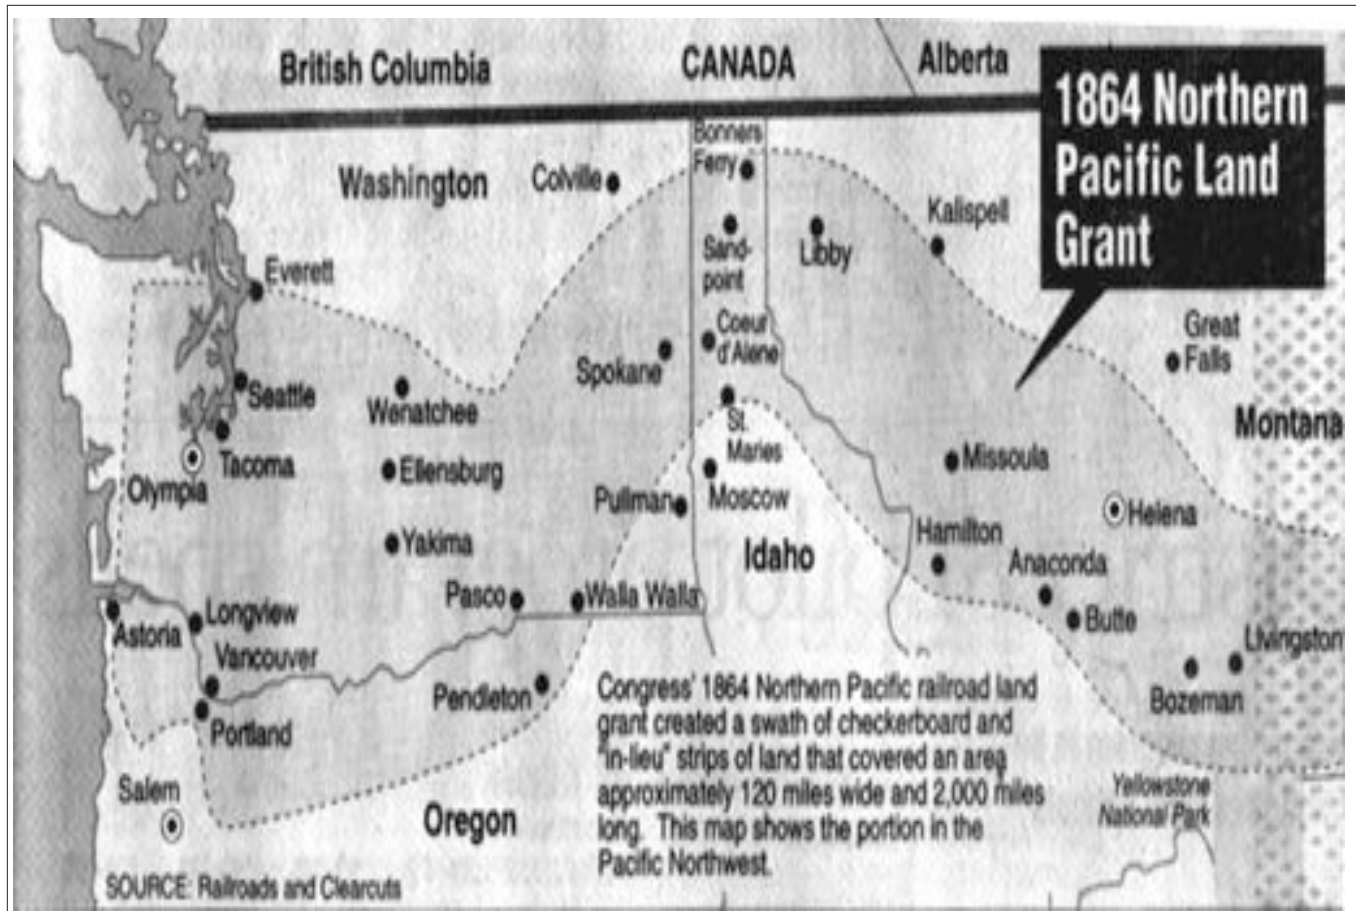 British Columbia
CANADA
Alberta
1864 Northern
Pacific Land
Grant
Bonners
Ferry
Washington
Colville
Kalispell
Sand-
point
Libby
Everett
Great
Falls
Coeur
d'Alene
Spokane
Seattle
Wenatchee
St.
Maries
Montana
Tacoma
Ellensburg
Missoula
Olympia
Pullman
Moscow
Helena
Hamilton
Yakima
Idaho
Anaconda
Pasco
Walla Walla
Longview
Astoria
Butte
Livingston
Vancouver
Pendleton
Bozeman
Portland
Congress' 1864 Northern Pacific railroad land
grant created a swath of checkerboard and
"in-lieu" strips of land that covered an area
approximately 120 miles wide and 2,000 miles
long. This map shows the portion in the
Pacific Northwest.
Yellowstone
National Park
Salem
Oregon
SOURCE: Railroads and Clearcuts